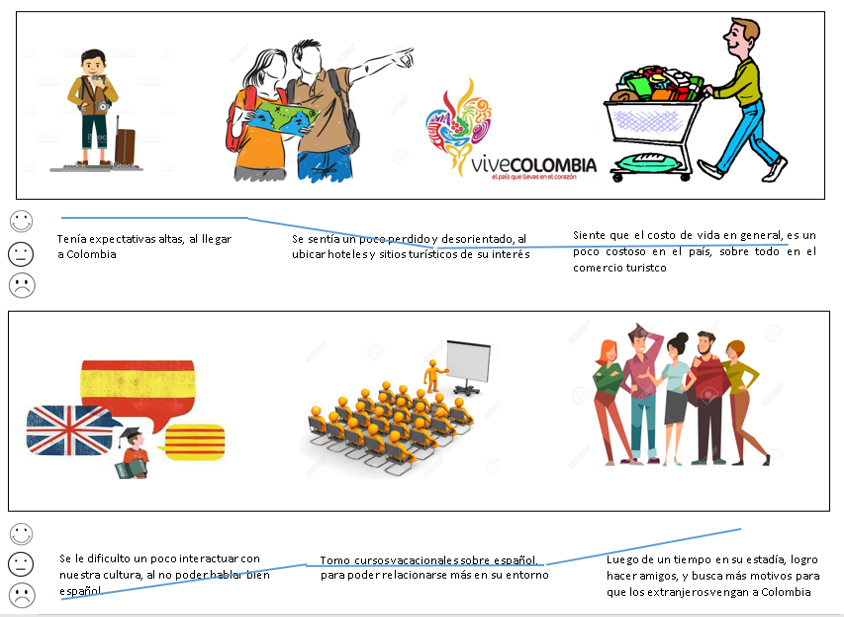 viveCOLOMBIA
el país que llevas en el corazón
Tenía expectativas altas, al llegar
a Colombia
Se sentía un poco perdido y desorientado, al
ubicar hoteles y sitios turísticos de su interés
Siente que el costo de vida en general, es un
poco costoso en el país, sobre todo en el
comercio turistco
Se le dificulto un poco interactuar con
nuestra cultura, al no poder hablar bien
español.
Tomo cursos vacacionales sobre español,
para poder relacionarse más en su entorno
Luego de un tiempo en su estadía, logro
hacer amigos, y busca más motivos para
que los extranjeros vengan a Colombia